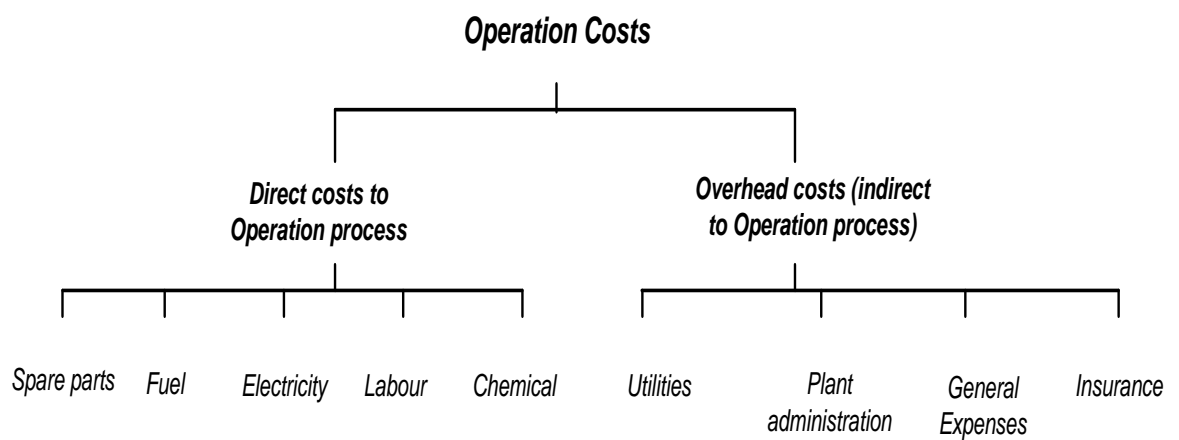 Operation Costs
Direct costs to
Operation process
Overhead costs (indirect
to Operation process)
Spare parts
Fuel
Electricity
Labour
Chemical
Utilities
Plant
administration
General
Expenses
Insurance